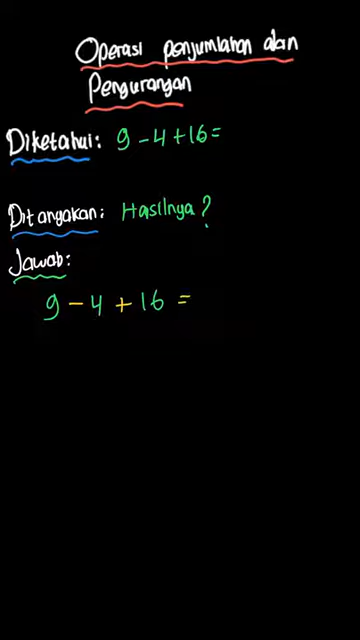 Operasi penjumlahan dan
Pengurangan
Diketahui: 9 - 4 + 16 =
Ditanyakan: Hasilnya?
Jawab:
9 - 4 + 16 =